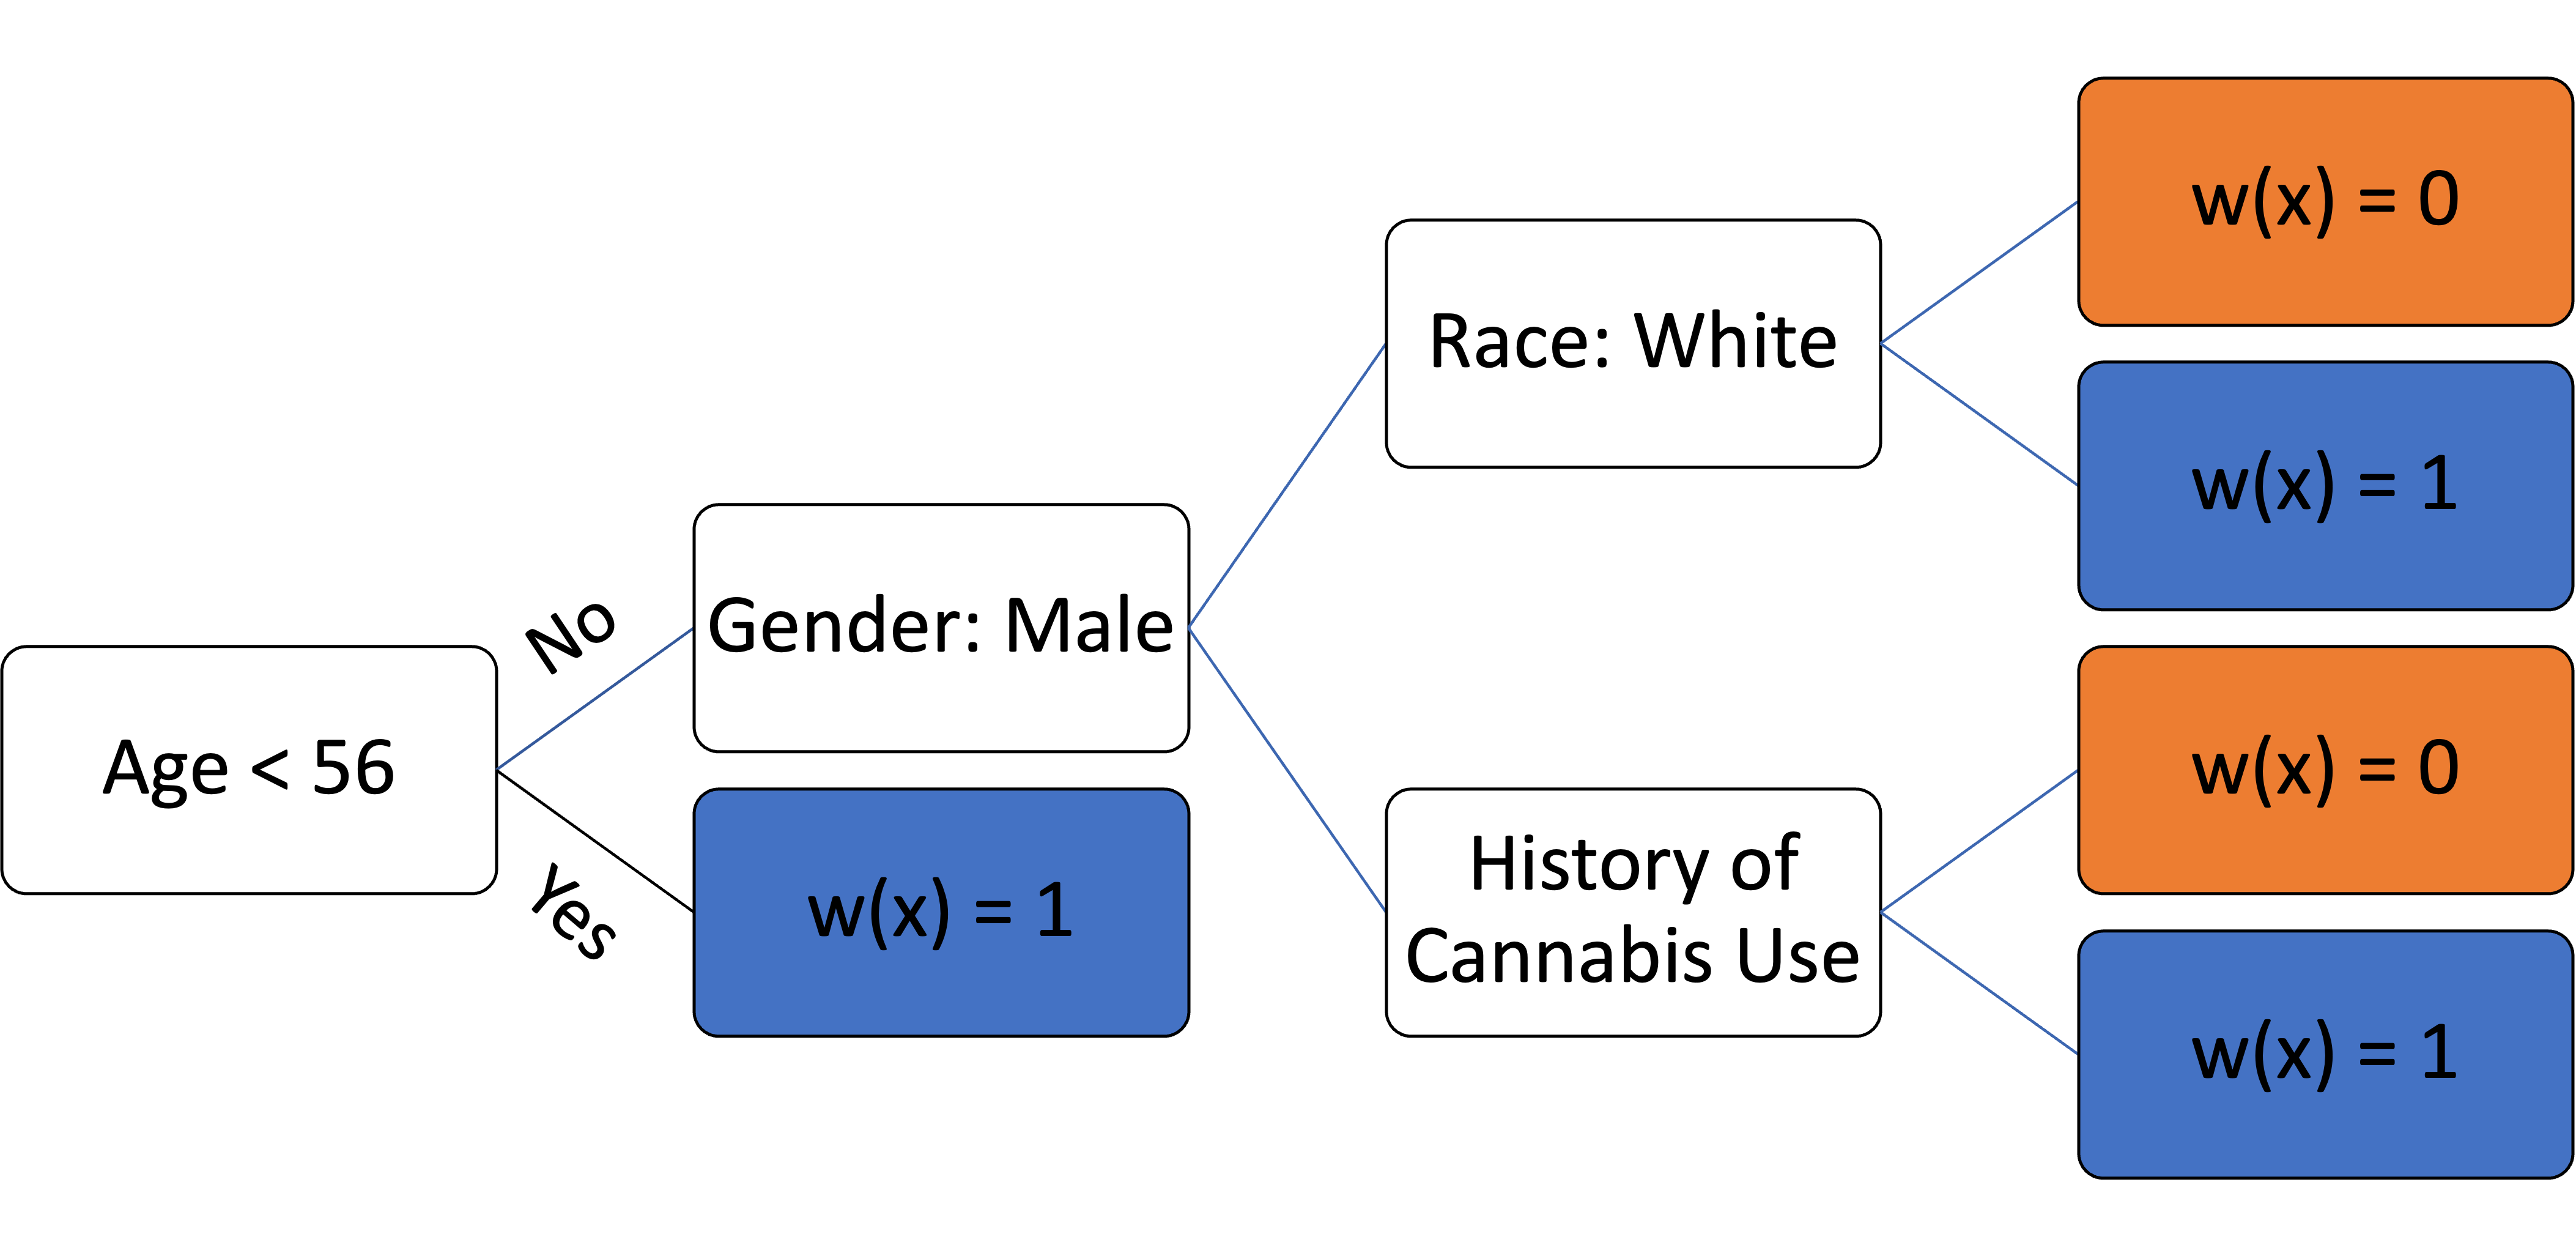 Age < 56
No
Yes
Gender: Male
w(x) = 1
Race: White
History of
Cannabis Use
w(x) = 0
w(x) = 1
w(x) = 0
w(x) = 1